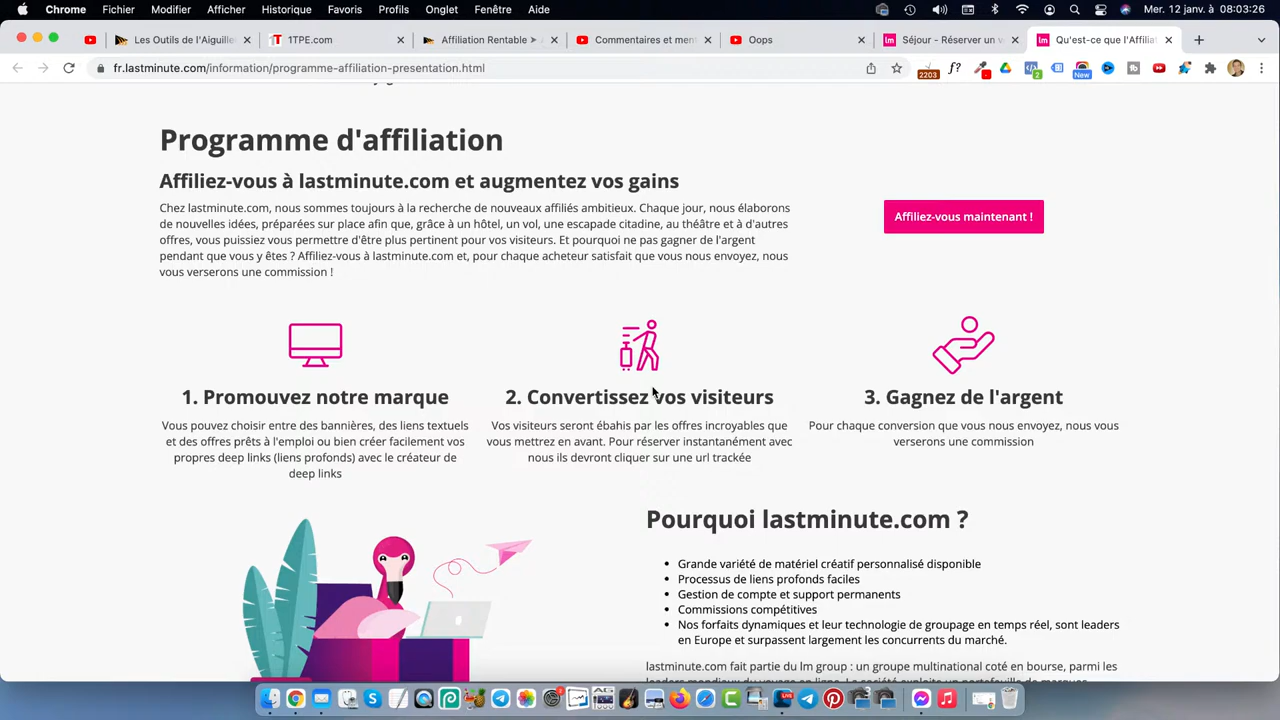 Chrome Fichier Modifier Afficher Historique Favoris Profils Onglet Fenêtre Aide Mer. 12 janv. à 08:03:26
Les Outils de l'Aiguille 1TPE.com Affiliation Rentable ➤ Commentaires et ment Oops Séjour - Réserver un v Qu'est-ce que l'Affiliat
fr.lastminute.com/information/programme-affiliation-presentation.html
2203 f? 2 New
Programme d'affiliation
Affiliez-vous à lastminute.com et augmentez vos gains
Chez lastminute.com, nous sommes toujours à la recherche de nouveaux affiliés ambitieux. Chaque jour, nous élaborons
de nouvelles idées, préparées sur place afin que, grâce à un hôtel, un vol, une escapade citadine, au théâtre et à d'autres
offres, vous puissiez vous permettre d'être plus pertinent pour vos visiteurs. Et pourquoi ne pas gagner de l'argent
pendant que vous y êtes ? Affiliez-vous à lastminute.com et, pour chaque acheteur satisfait que vous nous envoyez, nous
vous verserons une commission !
Affiliez-vous maintenant !
1. Promouvez notre marque
Vous pouvez choisir entre des bannières, des liens textuels
et des offres prêts à l'emploi ou bien créer facilement vos
propres deep links (liens profonds) avec le créateur de
deep links
2. Convertissez vos visiteurs
Vos visiteurs seront ébahis par les offres incroyables que
vous mettrez en avant. Pour réserver instantanément avec
nous ils devront cliquer sur une url trackée
3. Gagnez de l'argent
Pour chaque conversion que vous nous envoyez, nous vous
verserons une commission
Pourquoi lastminute.com ?
Grande variété de matériel créatif personnalisé disponible
Processus de liens profonds faciles
Gestion de compte et support permanents
Commissions compétitives
Nos forfaits dynamiques et leur technologie de groupage en temps réel, sont leaders
en Europe et surpassent largement les concurrents du marché.
lastminute.com fait partie du lm group : un groupe multinational coté en bourse, parmi les